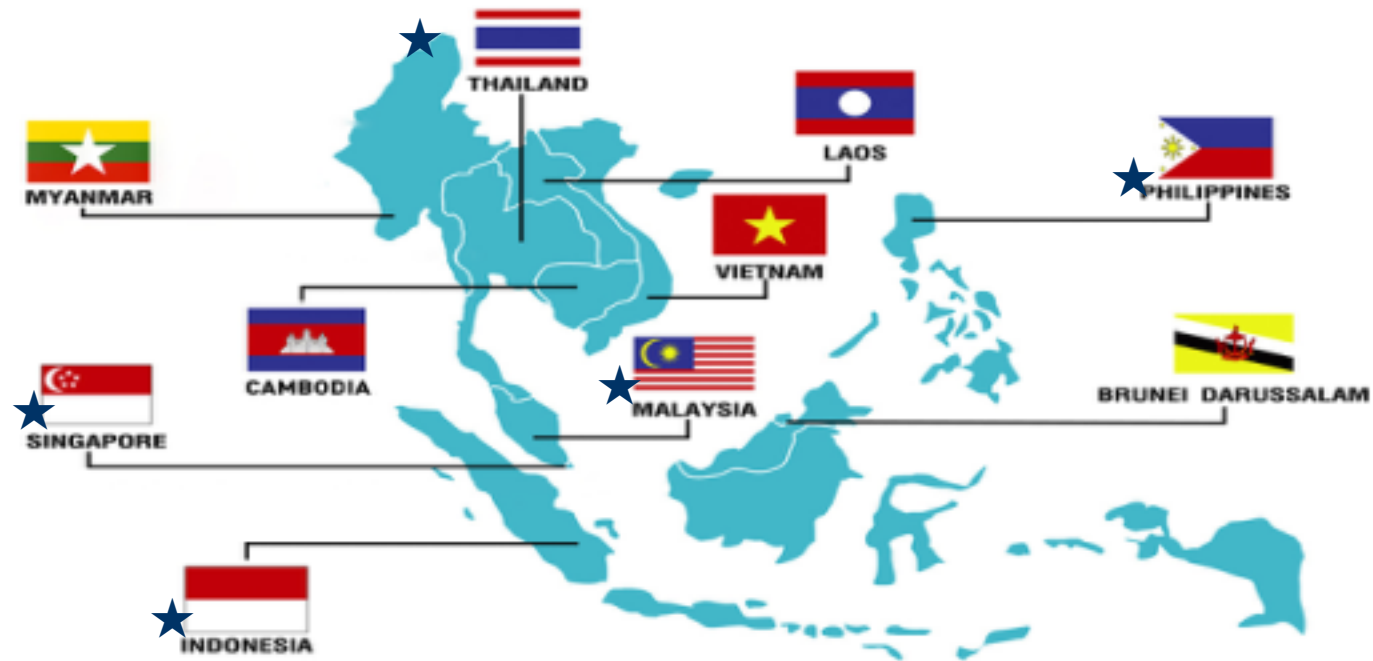 THAILAND
LAOS
MYANMAR
PHILIPPINES
VIETNAM
CAMBODIA
BRUNEI DARUSSALAM
MALAYSIA
SINGAPORE
INDONESIA